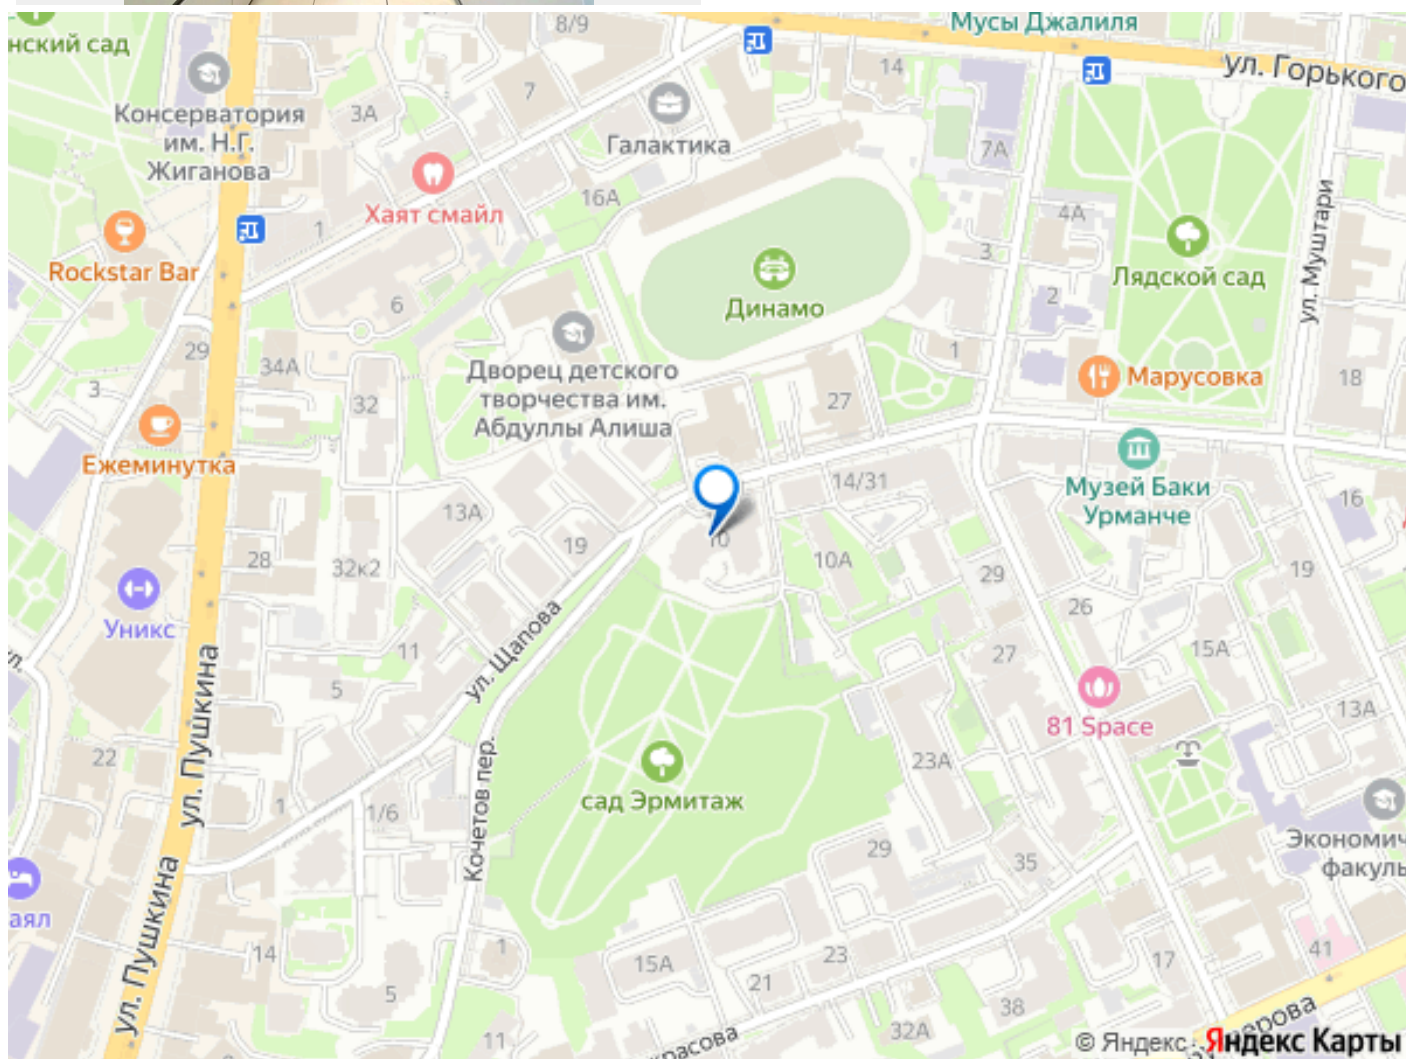 8/9
Мусы Джалиля
нский сад
14
ул. Горького
Консерватория
им. Н.Г.
Жиганова
3А
7
Галактика
7А
Хаят смайл
16А
4А
ул. Муштари
1
3
Rockstar Bar
Лядской сад
6
Динамо
2
29
34А
Дворец детского
творчества им.
Абдуллы Алиша
1
Марусовка
18
3
32
27
Ежеминутка
Музей Баки
Урманче
13А
14/31
16
28
32к2
19
10
10А
29
19
Уникс
ул. Щапова
26
11
27
15А
5
ул. Пушкина
81 Space
13А
22
Кочетов пер.
23А
сад Эрмитаж
1
1/6
29
35
Экономич
факуль
аял
ул. Пушкина
14
1
15А
23
41
5
21
17
38
11
32А
красова
© Яндекс
Яндекс Карты